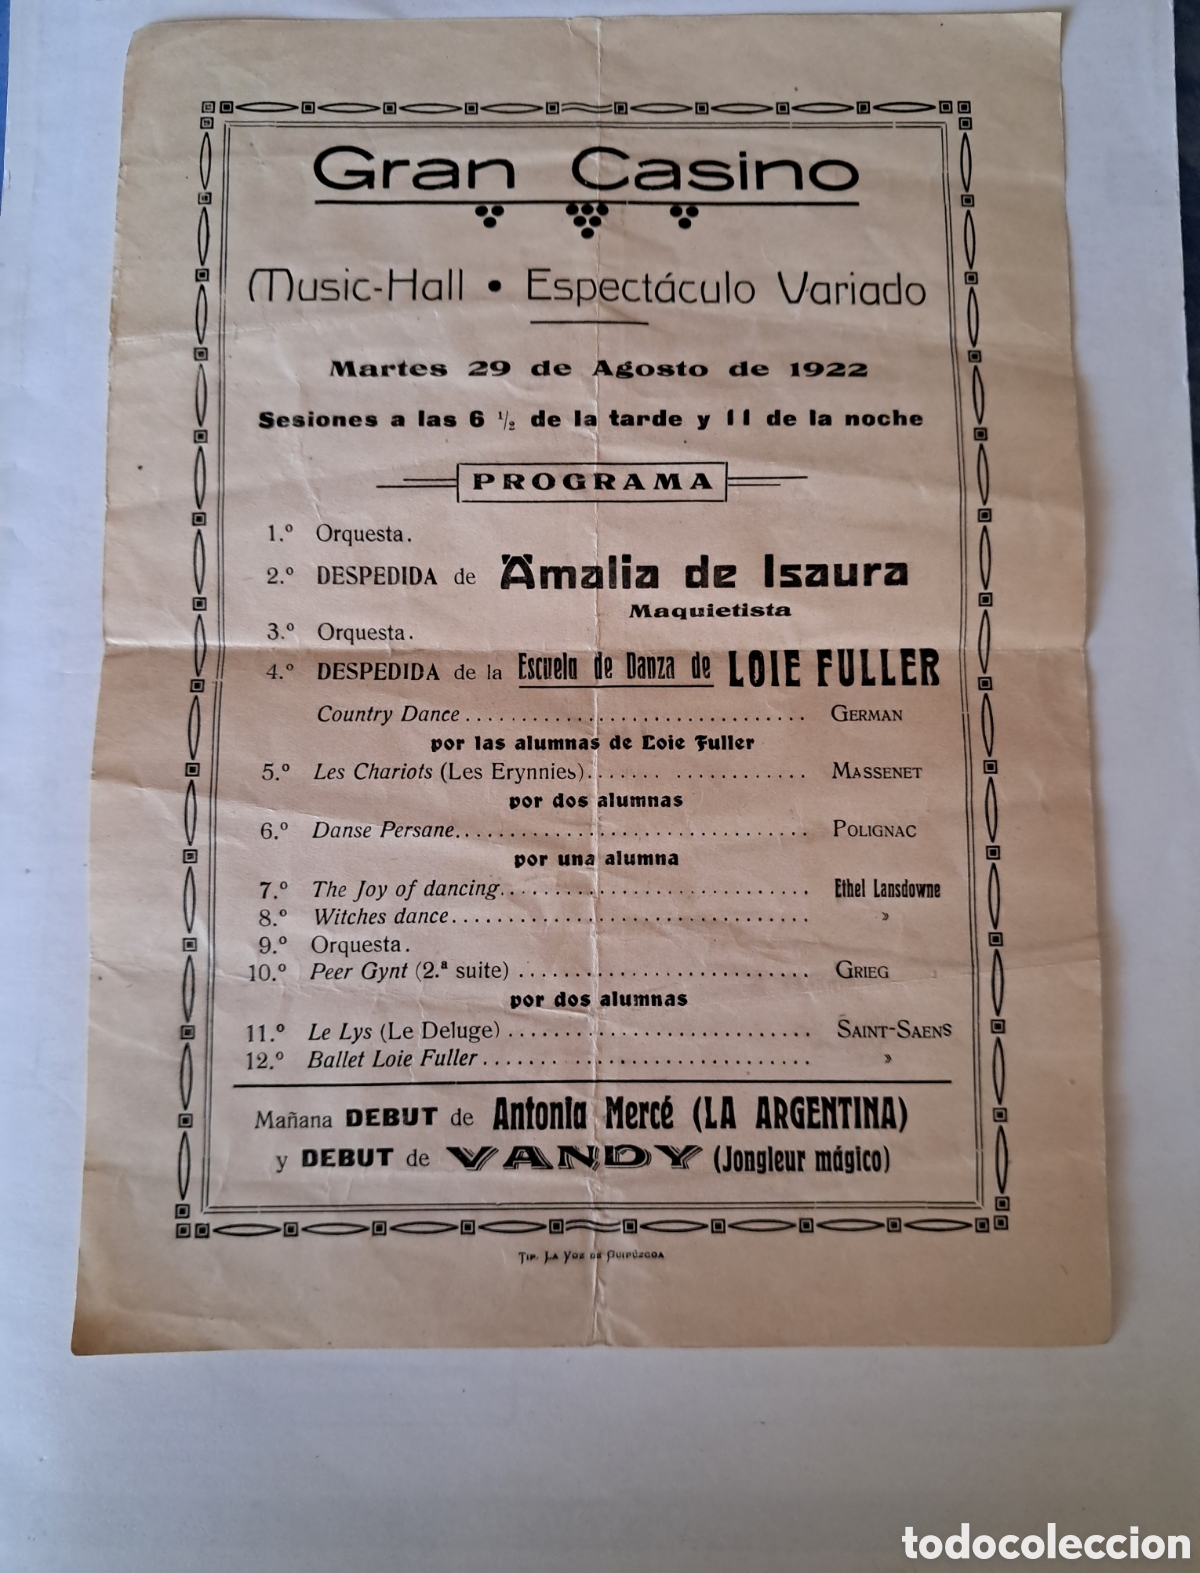 Gran Casino
Music-Hall • Espectáculo Variado
Martes 29 de Agosto de 1922
Sesiones a las 6 1/2 de la tarde y 11 de la noche
PROGRAMA
1.º Orquesta.
2.º DESPEDIDA de Amalia de Isaura
Maquietista
3.º Orquesta.
4.º DESPEDIDA de la Escuela de Danza de LOIE FULLER
Country Dance .............................. GERMAN
por las alumnas de Loie Fuller
5.º Les Chariots (Les Erynnies)....... ............ MASSENET
por dos alumnas
6.º Danse Persane............................... POLIGNAC
por una alumna
7.º The Joy of dancing........................... Ethel Lansdowne
8.º Witches dance................................ »
9.º Orquesta.
10.º Peer Gynt (2.ª suite) .......................... GRIEG
por dos alumnas
11.º Le Lys (Le Deluge) ........................... SAINT-SAENS
12.º Ballet Loie Fuller ............................. »
Mañana DEBUT de Antonia Mercé (LA ARGENTINA)
y DEBUT de VANDY (Jongleur mágico)
TIP. LA VOZ DE GUIPÚZCOA
todocoleccion